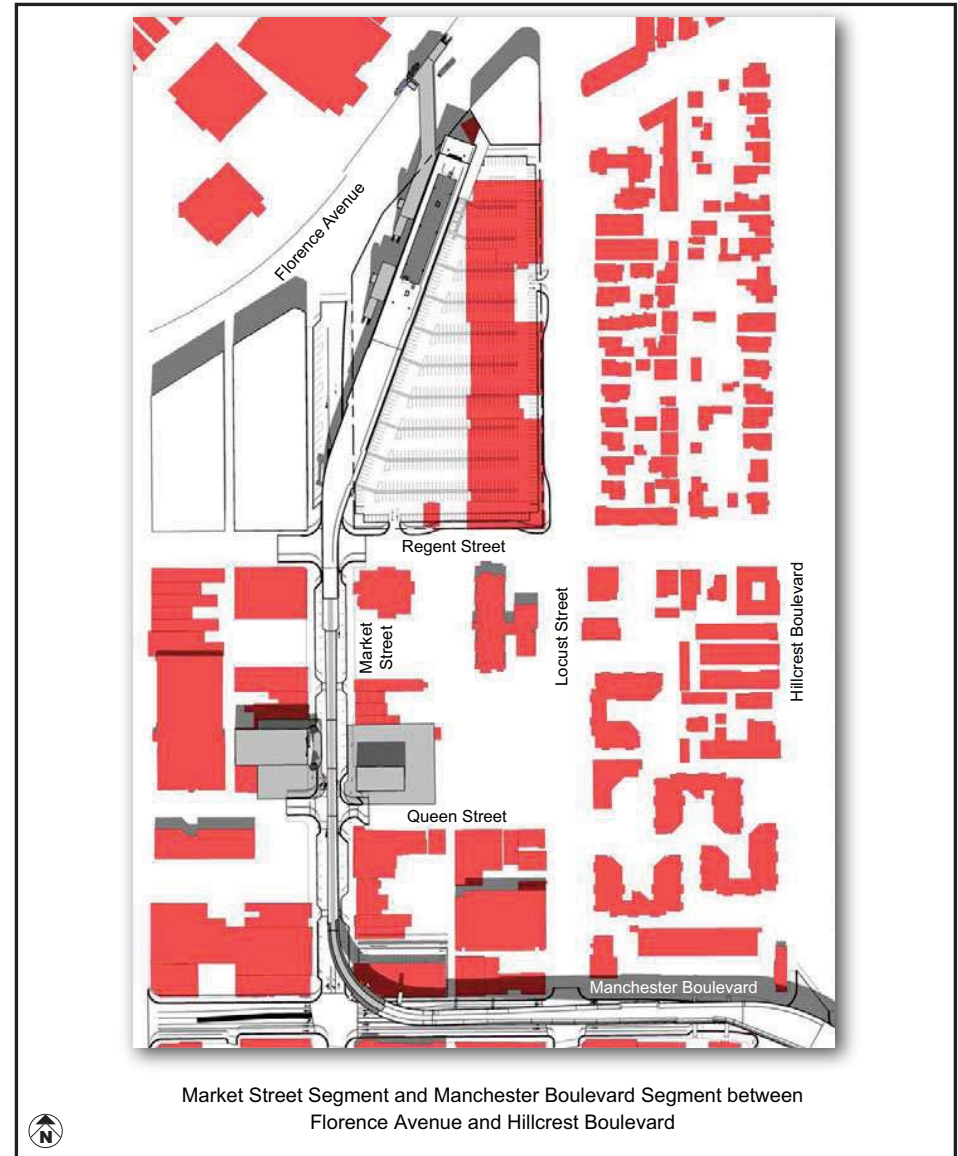 Florence Avenue
Regent Street
Market
Street
Locust Street
Hillcrest Boulevard
Queen Street
Manchester Boulevard
Market Street Segment and Manchester Boulevard Segment between
Florence Avenue and Hillcrest Boulevard
N